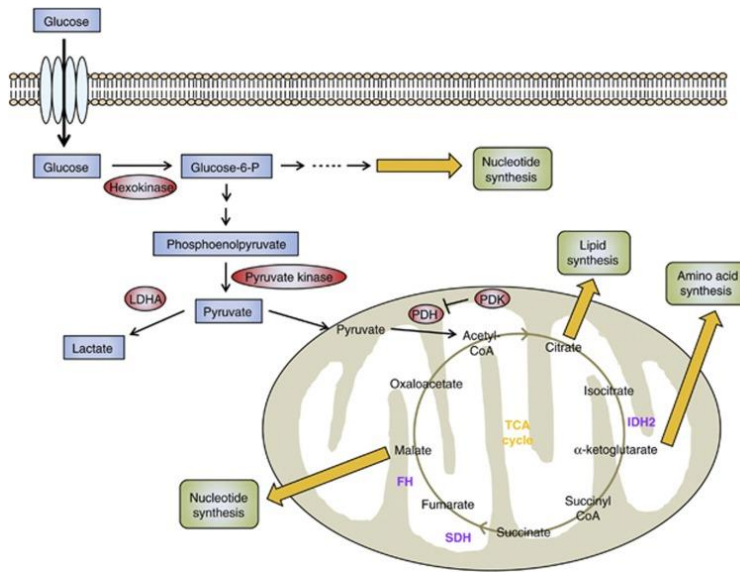 Glucose
Glucose
Hexokinase
Glucose-6-P
Nucleotide
synthesis
Phosphoenolpyruvate
Pyruvate kinase
LDHA
Pyruvate
Lactate
Lipid
synthesis
Amino acid
synthesis
PDH
PDK
Pyruvate
Acetyl-
CoA
Citrate
Oxaloacetate
Isocitrate
TCA
cycle
IDH2
Malate
α-ketoglutarate
FH
Nucleotide
synthesis
Fumarate
Succinyl
CoA
SDH
Succinate